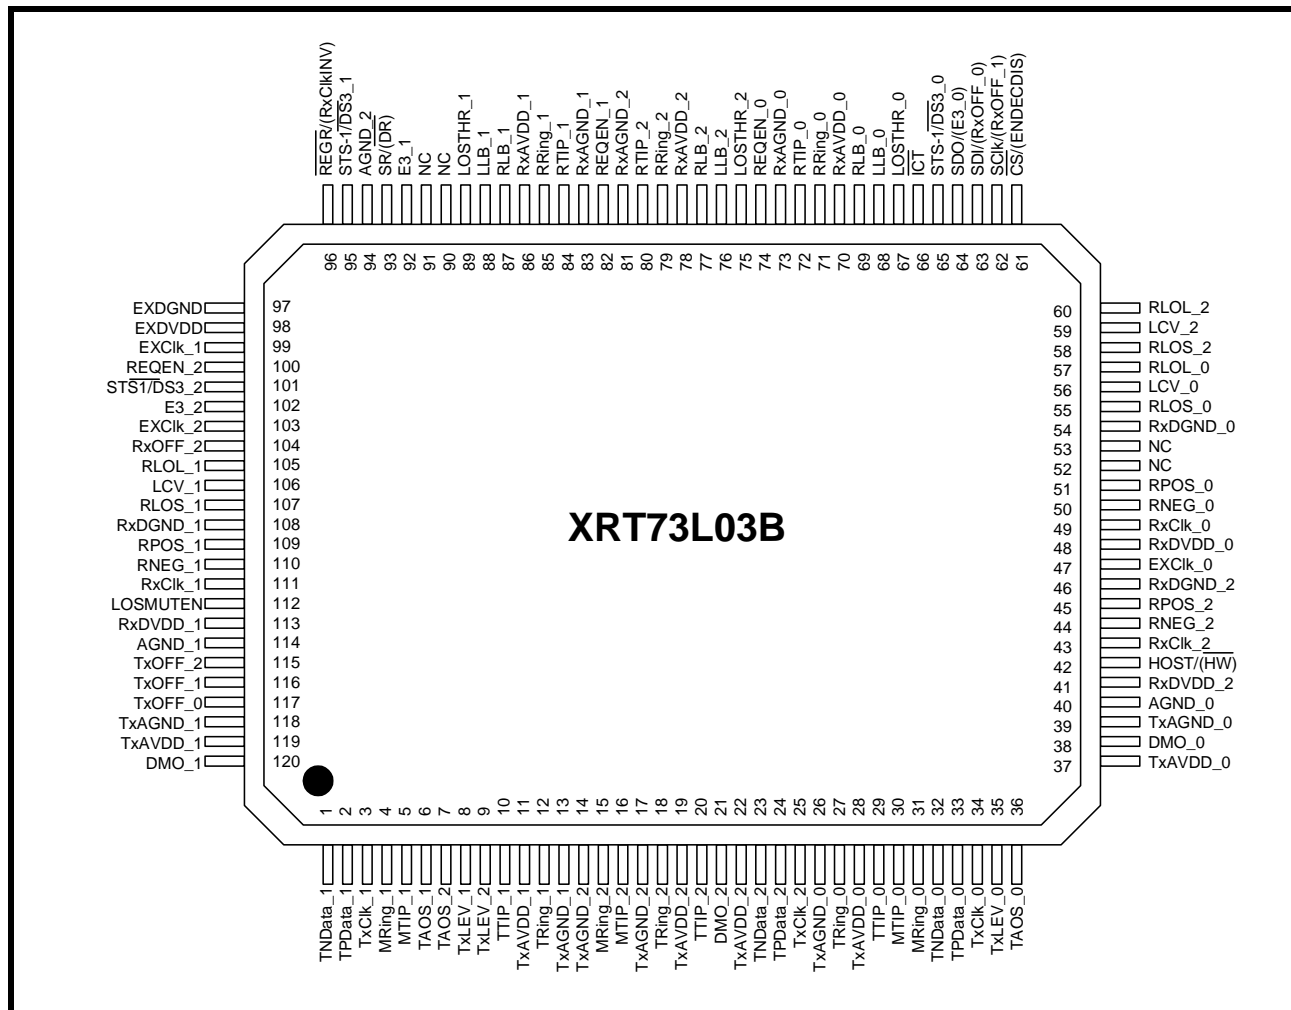 REGR/(RxClkINV)
STS-1/DS3_1
AGND_2
SR/(DR)
E3_1
NC
NC
LOSTHR_1
LLB_1
RLB_1
RxAVDD_1
RRing_1
RTIP_1
RxAGND_1
REQEN_1
RxAGND_2
RTIP_2
RRing_2
RxAVDD_2
RLB_2
LLB_2
LOSTHR_2
REQEN_0
RxAGND_0
RTIP_0
RRing_0
RxAVDD_0
RLB_0
LLB_0
LOSTHR_0
ICT
STS-1/DS3_0
SDO/(E3_0)
SDI/(RxOFF_0)
SClk/(RxOFF_1)
CS/(ENDECDIS)
96
95
94
93
92
91
90
89
88
87
86
85
84
83
82
81
80
79
78
77
76
75
74
73
72
71
70
69
68
67
66
65
64
63
62
61
EXDGND 97
EXDVDD 98
EXClk_1 99
REQEN_2 100
STS1/DS3_2 101
E3_2 102
EXClk_2 103
RxOFF_2 104
RLOL_1 105
LCV_1 106
RLOS_1 107
RxDGND_1 108
RPOS_1 109
RNEG_1 110
RxClk_1 111
LOSMUTEN 112
RxDVDD_1 113
AGND_1 114
TxOFF_2 115
TxOFF_1 116
TxOFF_0 117
TxAGND_1 118
TxAVDD_1 119
DMO_1 120
XRT73L03B
60 RLOL_2
59 LCV_2
58 RLOS_2
57 RLOL_0
56 LCV_0
55 RLOS_0
54 RxDGND_0
53 NC
52 NC
51 RPOS_0
50 RNEG_0
49 RxClk_0
48 RxDVDD_0
47 EXClk_0
46 RxDGND_2
45 RPOS_2
44 RNEG_2
43 RxClk_2
42 HOST/(HW)
41 RxDVDD_2
40 AGND_0
39 TxAGND_0
38 DMO_0
37 TxAVDD_0
1
2
3
4
5
6
7
8
9
10
11
12
13
14
15
16
17
18
19
20
21
22
23
24
25
26
27
28
29
30
31
32
33
34
35
36
TNData_1
TPData_1
TxClk_1
MRing_1
MTIP_1
TAOS_1
TAOS_2
TxLEV_1
TxLEV_2
TTIP_1
TxAVDD_1
TRing_1
TxAGND_1
TxAGND_2
MRing_2
MTIP_2
TxAGND_2
TRing_2
TxAVDD_2
TTIP_2
DMO_2
TxAVDD_2
TNData_2
TPData_2
TxClk_2
TxAGND_0
TRing_0
TxAVDD_0
TTIP_0
MTIP_0
MRing_0
TNData_0
TPData_0
TxClk_0
TxLEV_0
TAOS_0